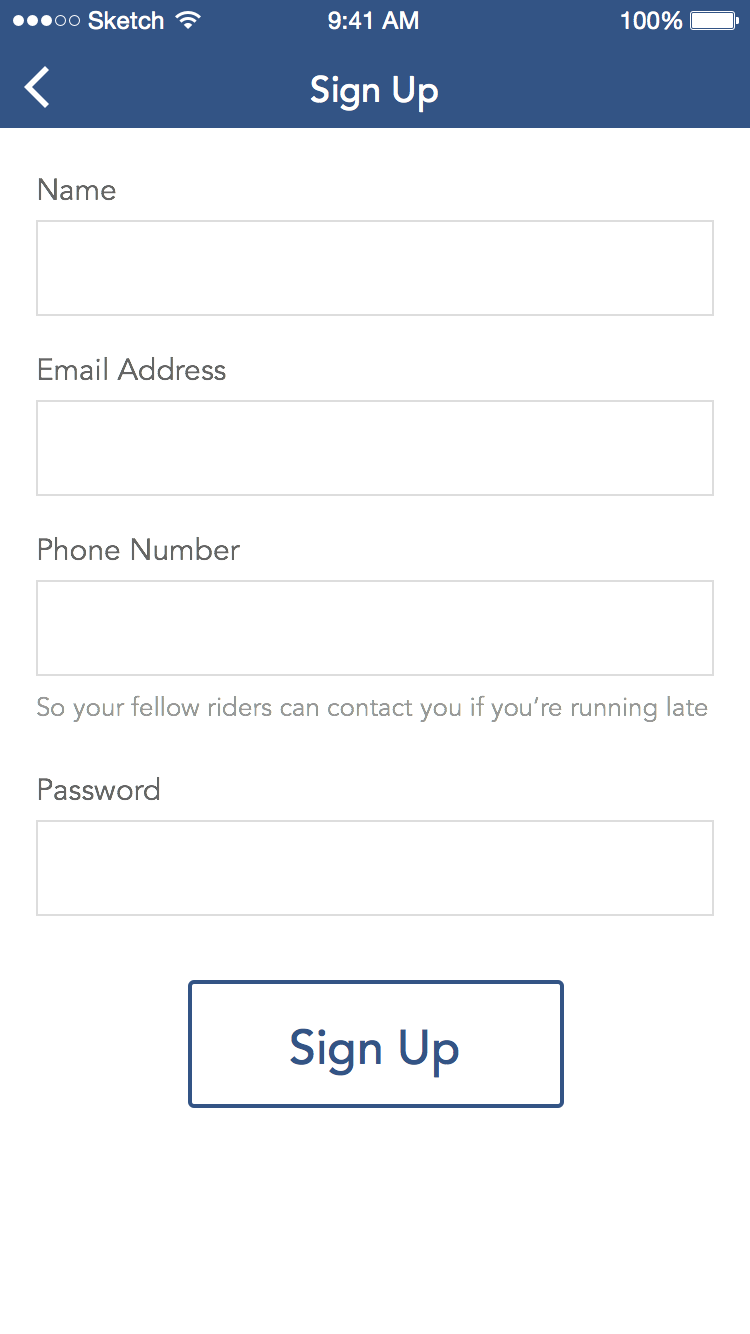 Sketch 9:41 AM 100%
Sign Up
Name
Email Address
Phone Number
So your fellow riders can contact you if you’re running late
Password
Sign Up